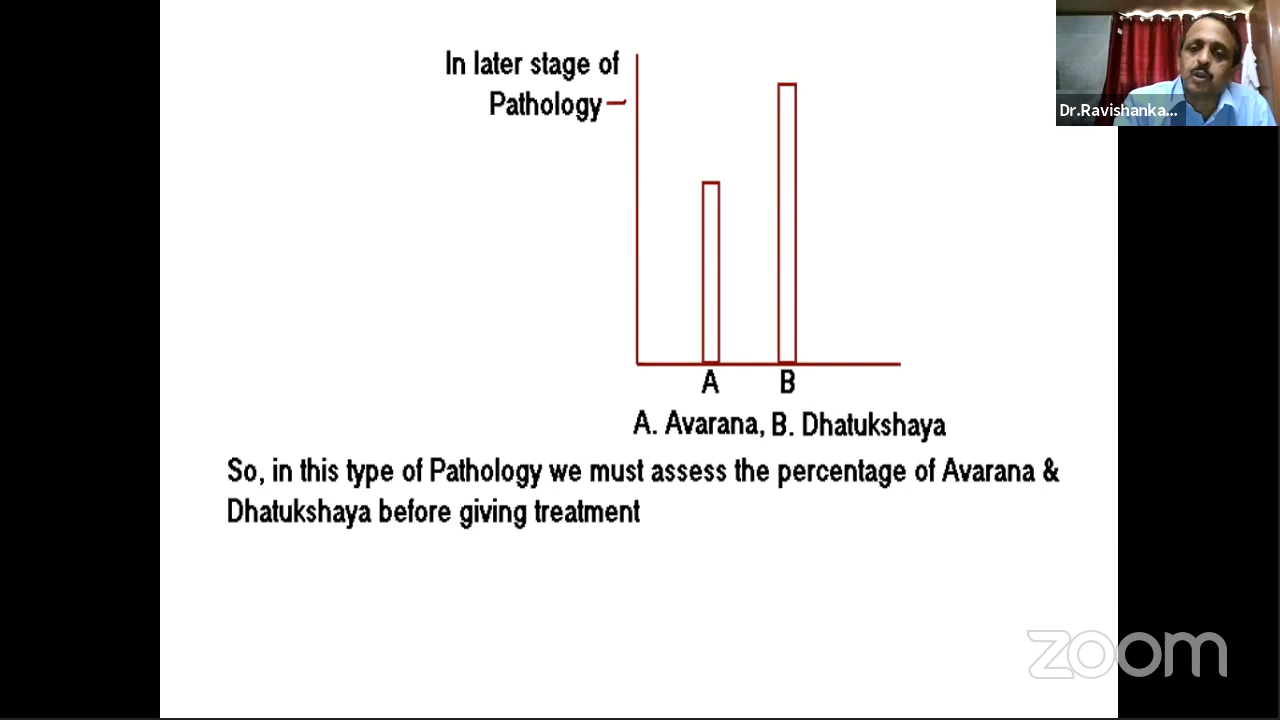 In later stage of
Pathology
A
B
A. Avarana, B. Dhatukshaya
So, in this type of Pathology we must assess the percentage of Avarana &
Dhatukshaya before giving treatment
Dr.Ravishanka...
zoom